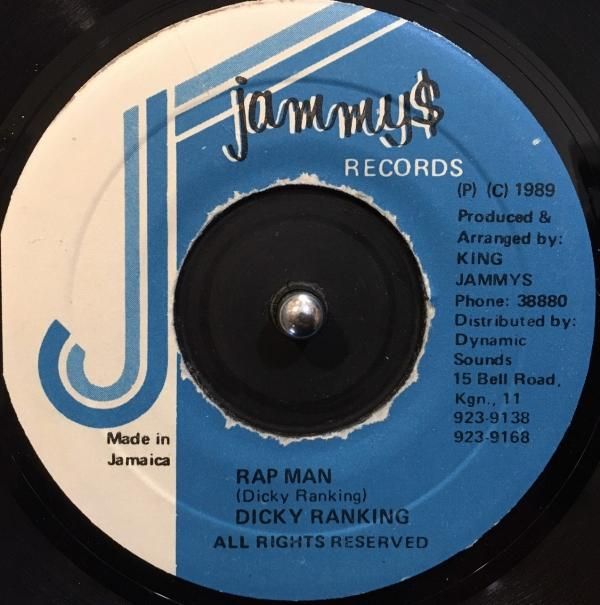 jammy$
RECORDS
(P) (C) 1989
Produced &
Arranged by:
KING
JAMMYS
Phone: 38880
Distributed by:
Dynamic
Sounds
15 Bell Road,
Kgn., 11
923-9138
923-9168
Made in
Jamaica
RAP MAN
(Dicky Ranking)
DICKY RANKING
ALL RIGHTS RESERVED